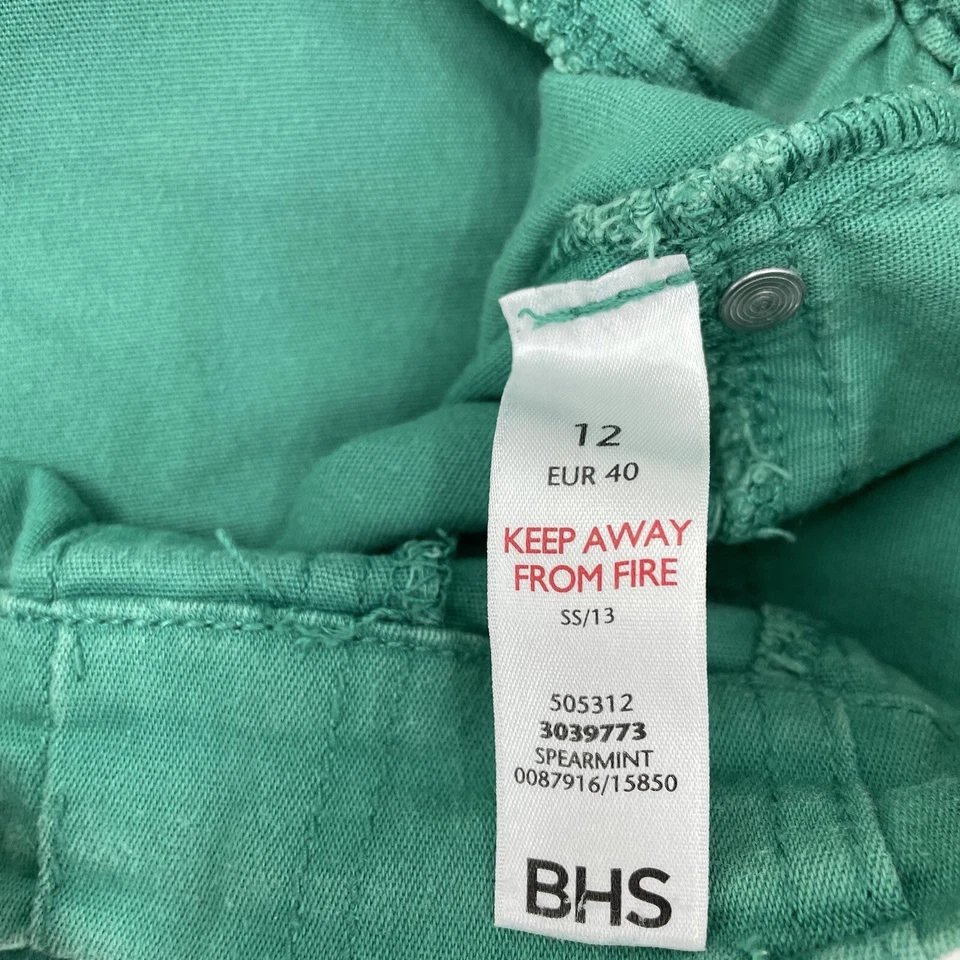 12
EUR 40
KEEP AWAY
FROM FIRE
SS/13
505312
3039773
SPEARMINT
0087916/15850
BHS